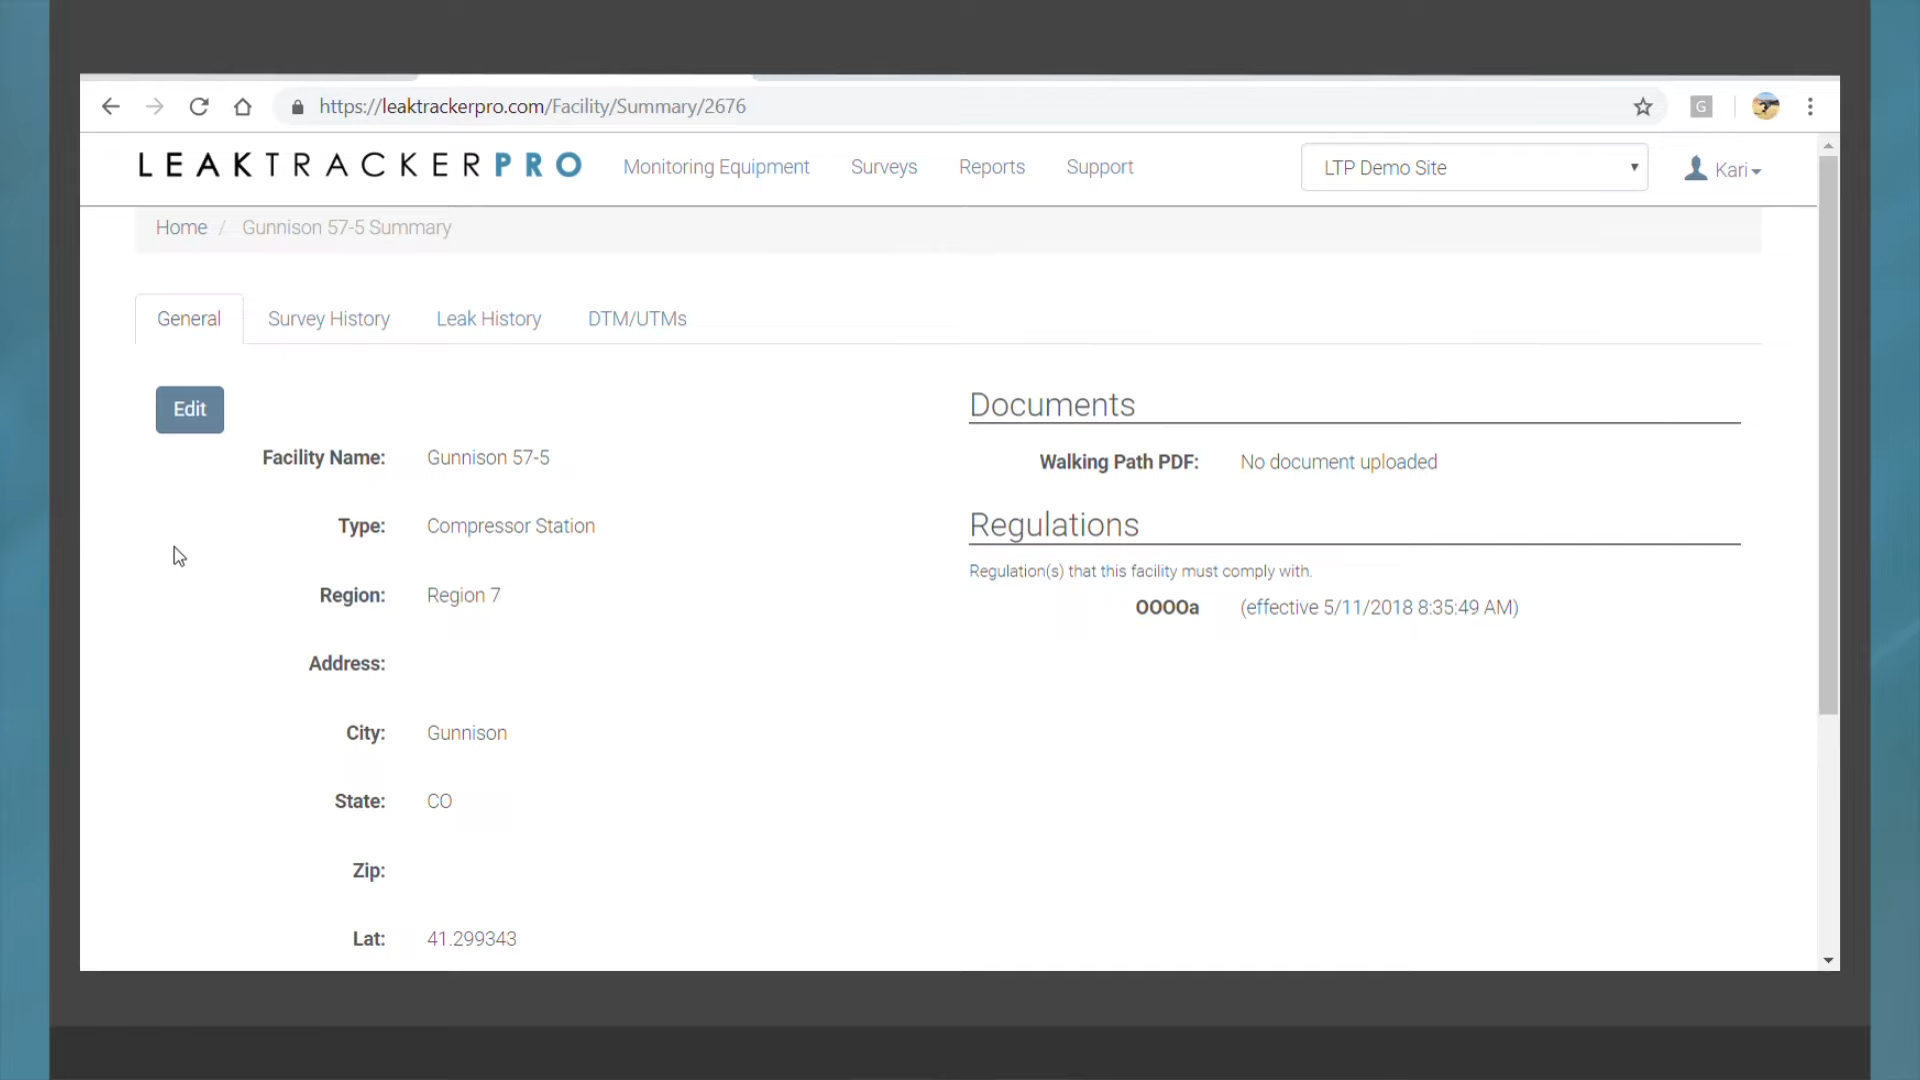 https://leaktrackerpro.com/Facility/Summary/2676
G
LEAKTRACKERPRO
Monitoring Equipment
Surveys
Reports
Support
LTP Demo Site
Kari
Home / Gunnison 57-5 Summary
General
Survey History
Leak History
DTM/UTMs
Edit
Facility Name: Gunnison 57-5
Type: Compressor Station
Region: Region 7
Address:
City: Gunnison
State: CO
Zip:
Lat: 41.299343
Documents
Walking Path PDF: No document uploaded
Regulations
Regulation(s) that this facility must comply with.
OOOOa (effective 5/11/2018 8:35:49 AM)